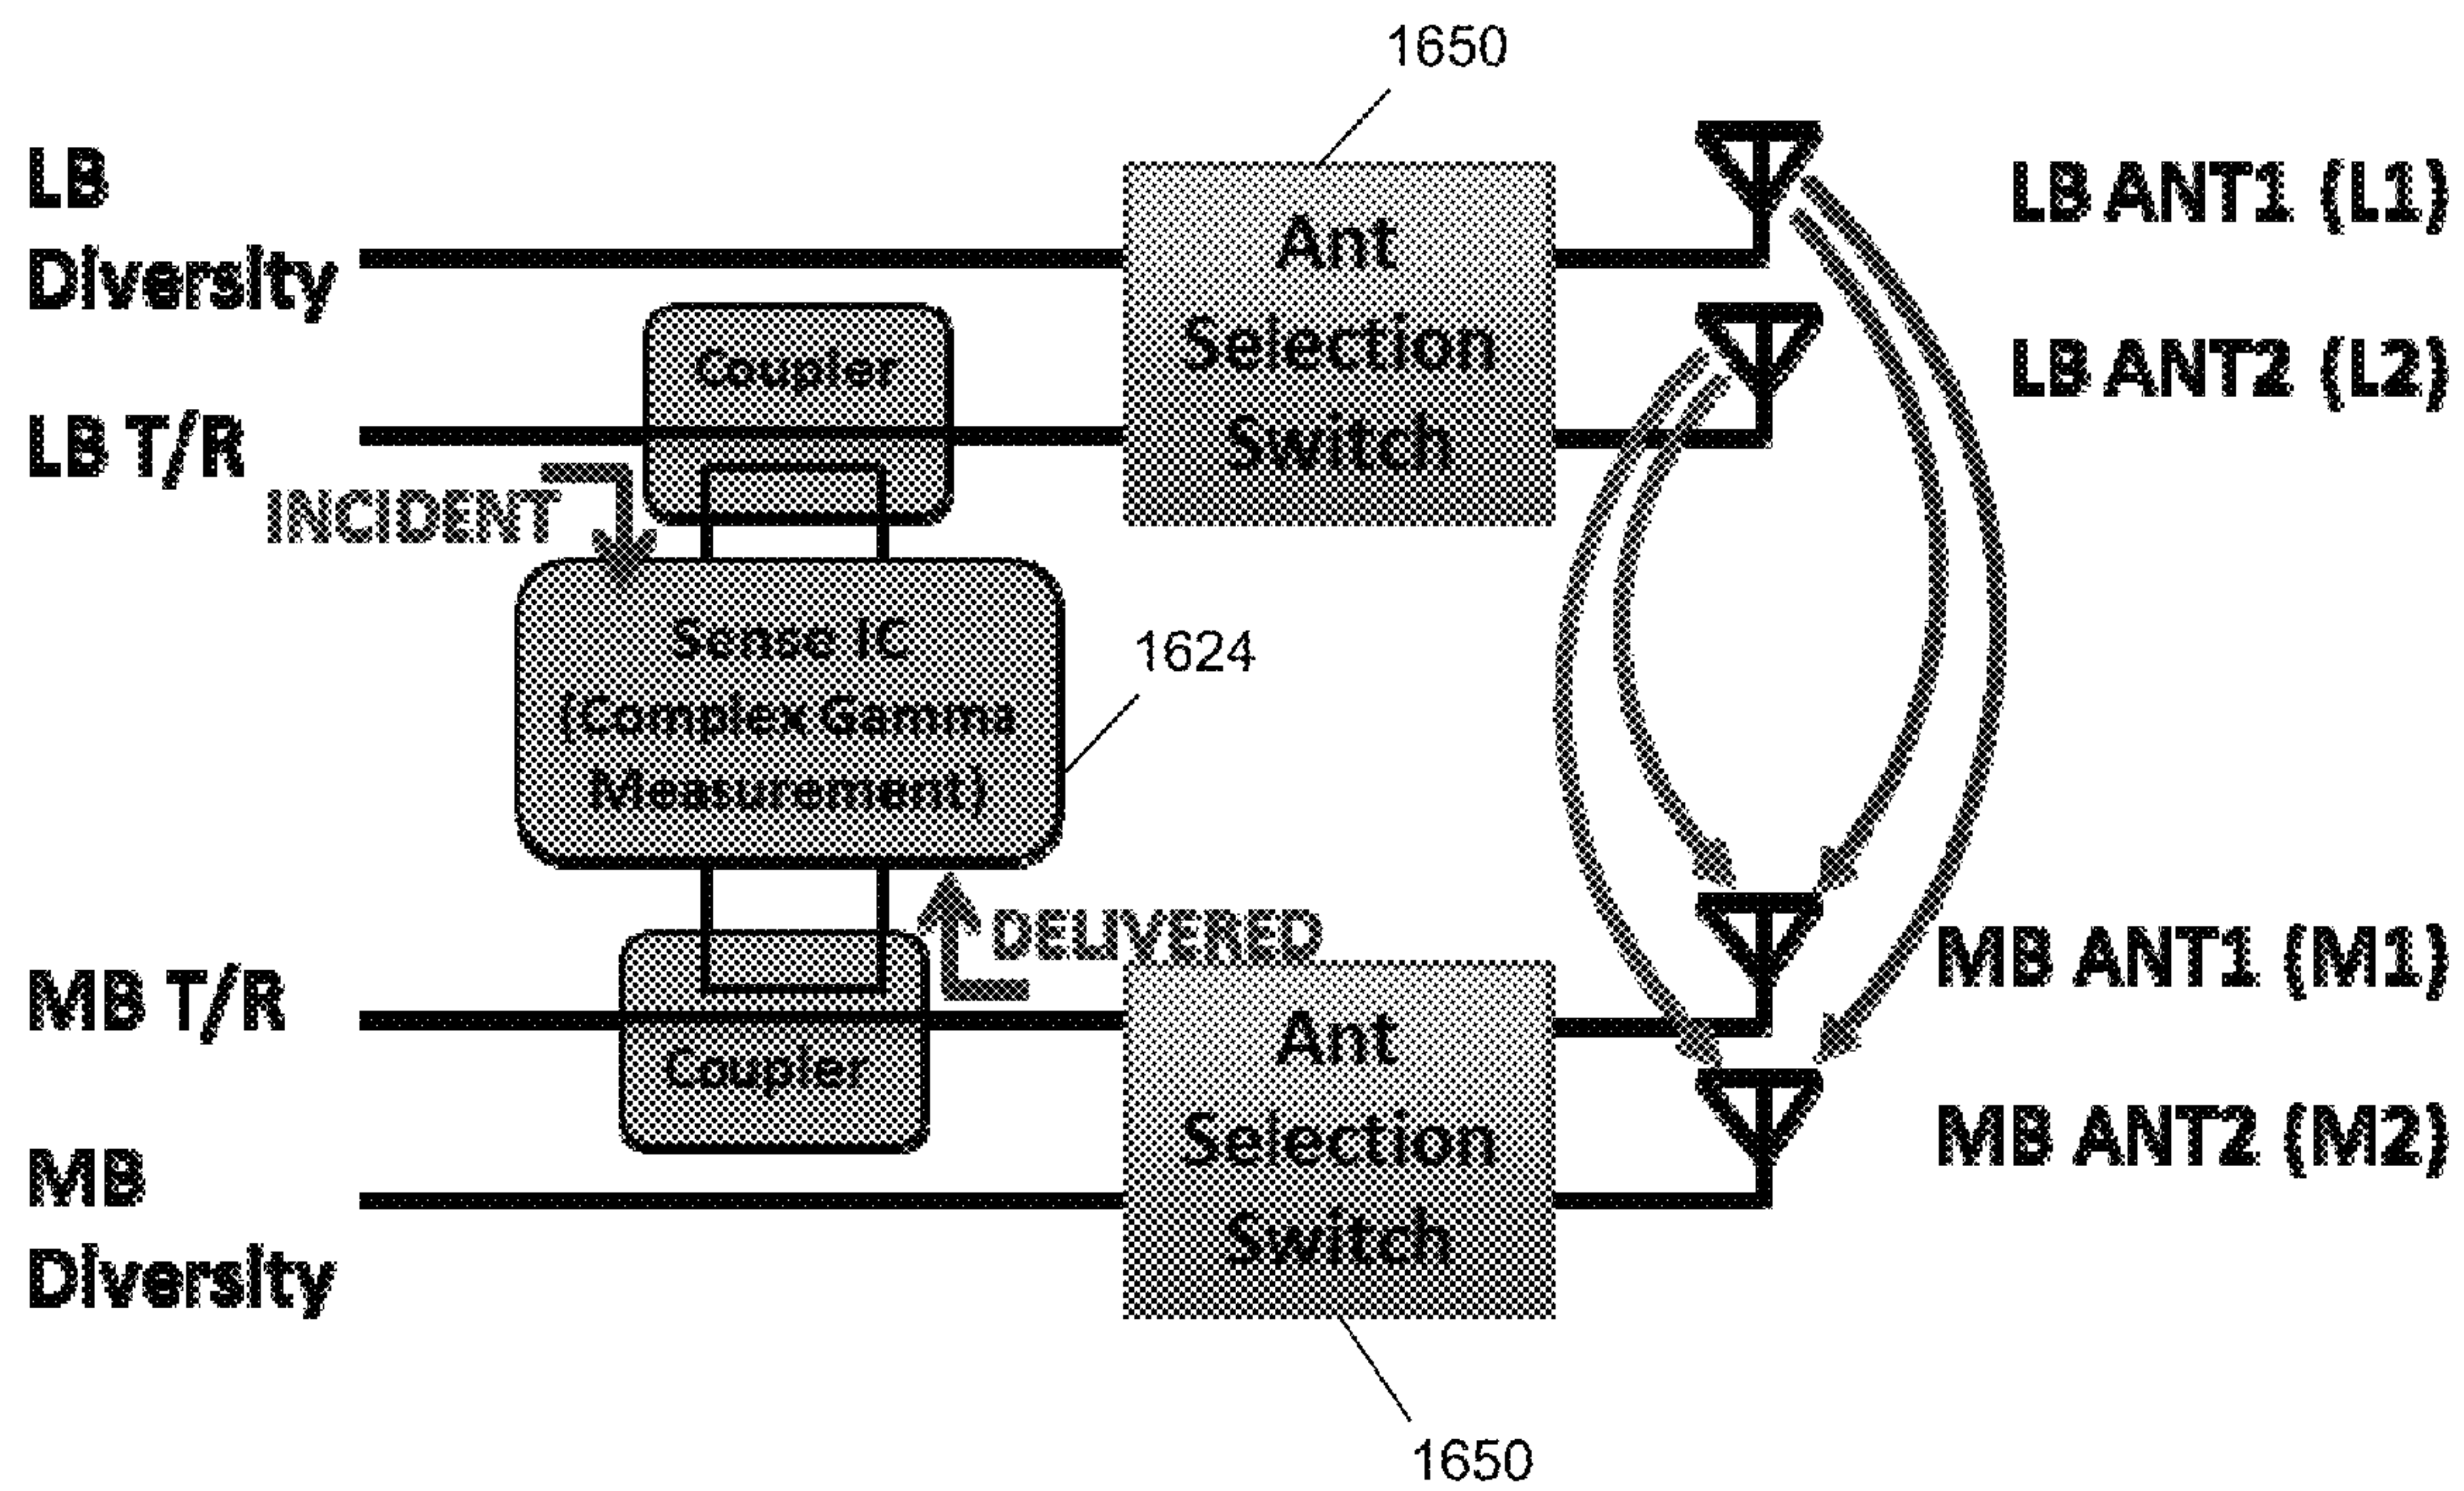 1650
LB
Diversity
LB T/R
INCIDENT
Coupler
Ant
Selection
Switch
LB ANT1 (L1)
LB ANT2 (L2)
Sense IC
(Complex Gamma
Measurement)
1624
DELIVERED
MB T/R
Coupler
MB
Diversity
Ant
Selection
Switch
MB ANT1 (M1)
MB ANT2 (M2)
1650